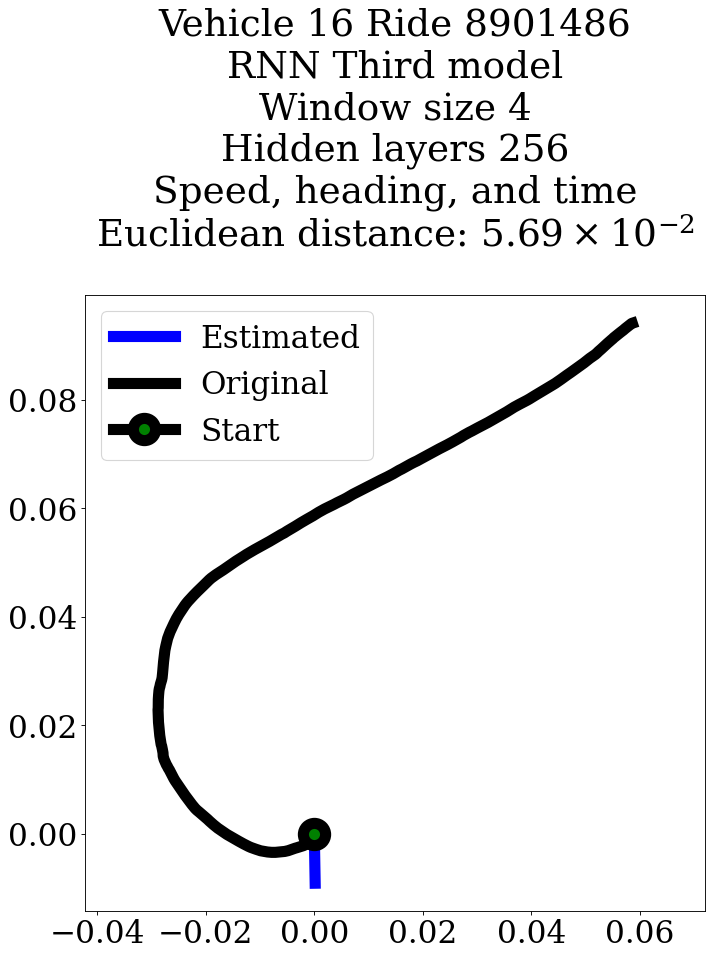 Vehicle 16 Ride 8901486
RNN Third model
Window size 4
Hidden layers 256
Speed, heading, and time
Euclidean distance: 5.69 × 10⁻²
Estimated
Original
Start
0.08
0.06
0.04
0.02
0.00
−0.04 −0.02 0.00 0.02 0.04 0.06